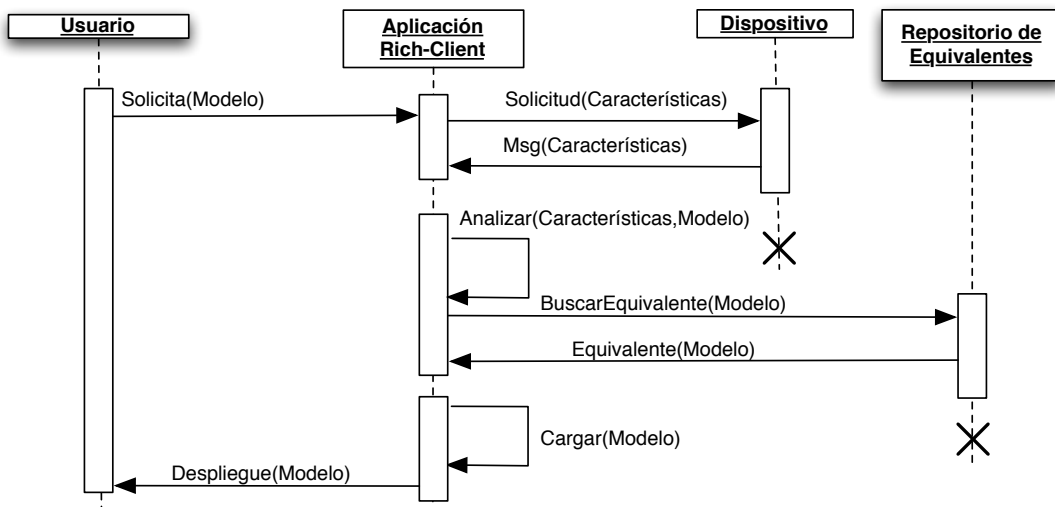 Usuario
Aplicación
Rich-Client
Dispositivo
Repositorio de
Equivalentes
Solicita(Modelo)
Solicitud(Características)
Msg(Características)
Analizar(Características,Modelo)
BuscarEquivalente(Modelo)
Equivalente(Modelo)
Cargar(Modelo)
Despliegue(Modelo)